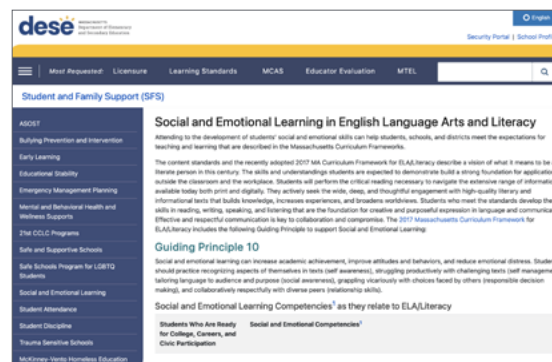 dese
MASSACHUSETTS
Department of Elementary
and Secondary Education
English
Security Portal | School Profi
Most Requested: Licensure Learning Standards MCAS Educator Evaluation MTEL
Student and Family Support (SFS)
ASOST
Bullying Prevention and Intervention
Early Learning
Educational Stability
Emergency Management Planning
Mental and Behavioral Health and
Wellness Supports
21st CCLC Programs
Safe and Supportive Schools
Safe Schools Program for LGBTQ
Students
Social and Emotional Learning
Student Attendance
Student Discipline
Trauma Sensitive Schools
McKinney-Vento Homeless Education
Social and Emotional Learning in English Language Arts and Literacy
Attending to the development of students' social and emotional skills can help students, schools, and districts meet the expectations for
teaching and learning that are described in the Massachusetts Curriculum Frameworks.
The content standards and the recently adopted 2017 MA Curriculum Framework for ELA/Literacy describe a vision of what it means to be a
literate person in this century. The skills and understandings students are expected to demonstrate build a strong foundation for application
outside the classroom and the workplace. Students will perform the critical reading necessary to navigate the extensive range of informati
available today both print and digitally. They actively seek the wide, deep, and thoughtful engagement with high-quality literary and
informational texts that builds knowledge, increases experiences, and broadens worldviews. Students who meet the standards develop the
skills in reading, writing, speaking, and listening that are the foundation for creative and purposeful expression in language and communica
Effective and respectful communication is key to collaboration and compromise. The 2017 Massachusetts Curriculum Framework for
ELA/Literacy includes the following Guiding Principle to support Social and Emotional Learning:
Guiding Principle 10
Social and emotional learning can increase academic achievement, improve attitudes and behaviors, and reduce emotional distress. Studen
should practice recognizing aspects of themselves in texts (self awareness), struggling productively with challenging texts (self manageme
tailoring language to audience and purpose (social awareness), grappling vicariously with choices faced by others (responsible decision
making), and collaboratively respectfully with diverse peers (relationship skills).
Social and Emotional Learning Competencies¹ as they relate to ELA/Literacy
Students Who Are Ready
for College, Careers, and
Civic Participation
Social and Emotional Competencies¹